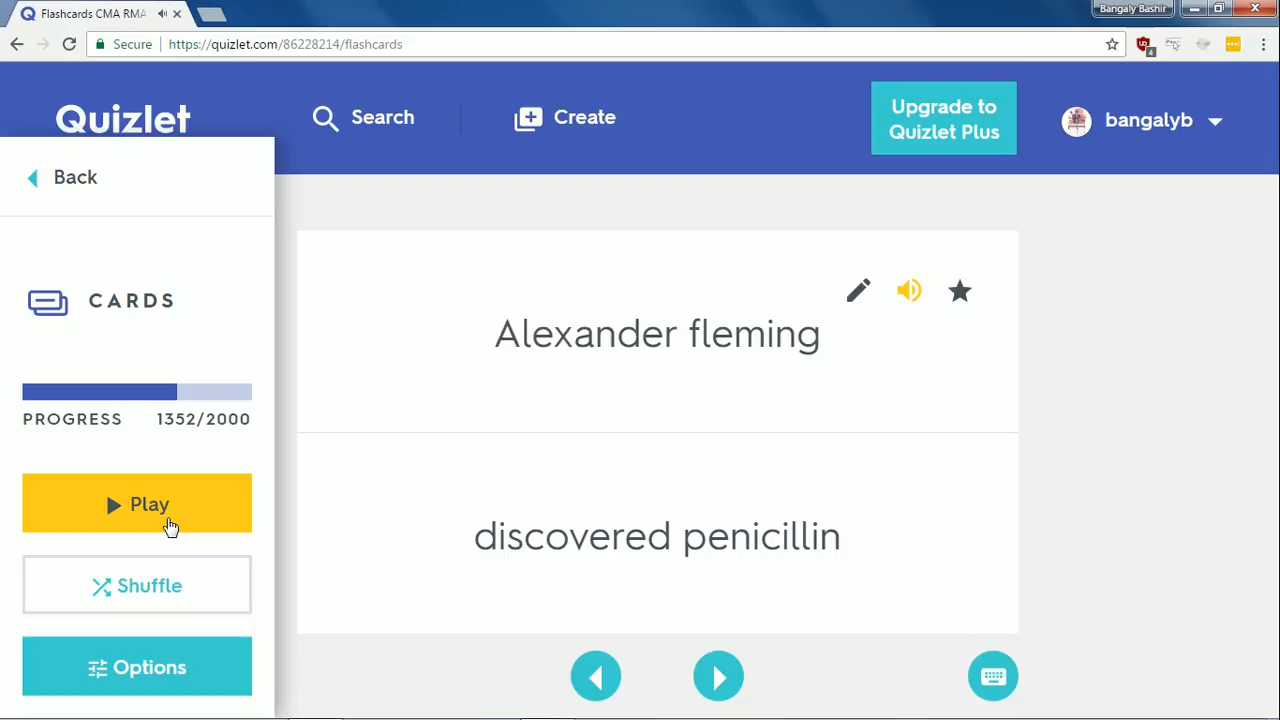 Flashcards CMA RMA
Bangaly Bashir
Secure
https://quizlet.com/86228214/flashcards
4
Quizlet
Search
Create
Upgrade to
Quizlet Plus
bangalyb
Back
CARDS
PROGRESS 1352/2000
Play
Shuffle
Options
Alexander fleming
discovered penicillin